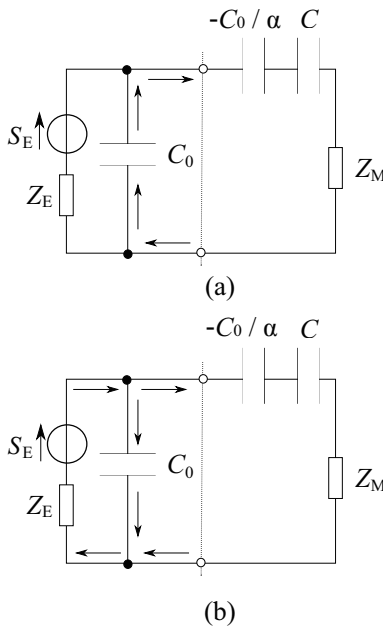 -C₀ / α C
S_E
C₀
Z_E
Z_M
(a)
-C₀ / α C
S_E
C₀
Z_E
Z_M
(b)